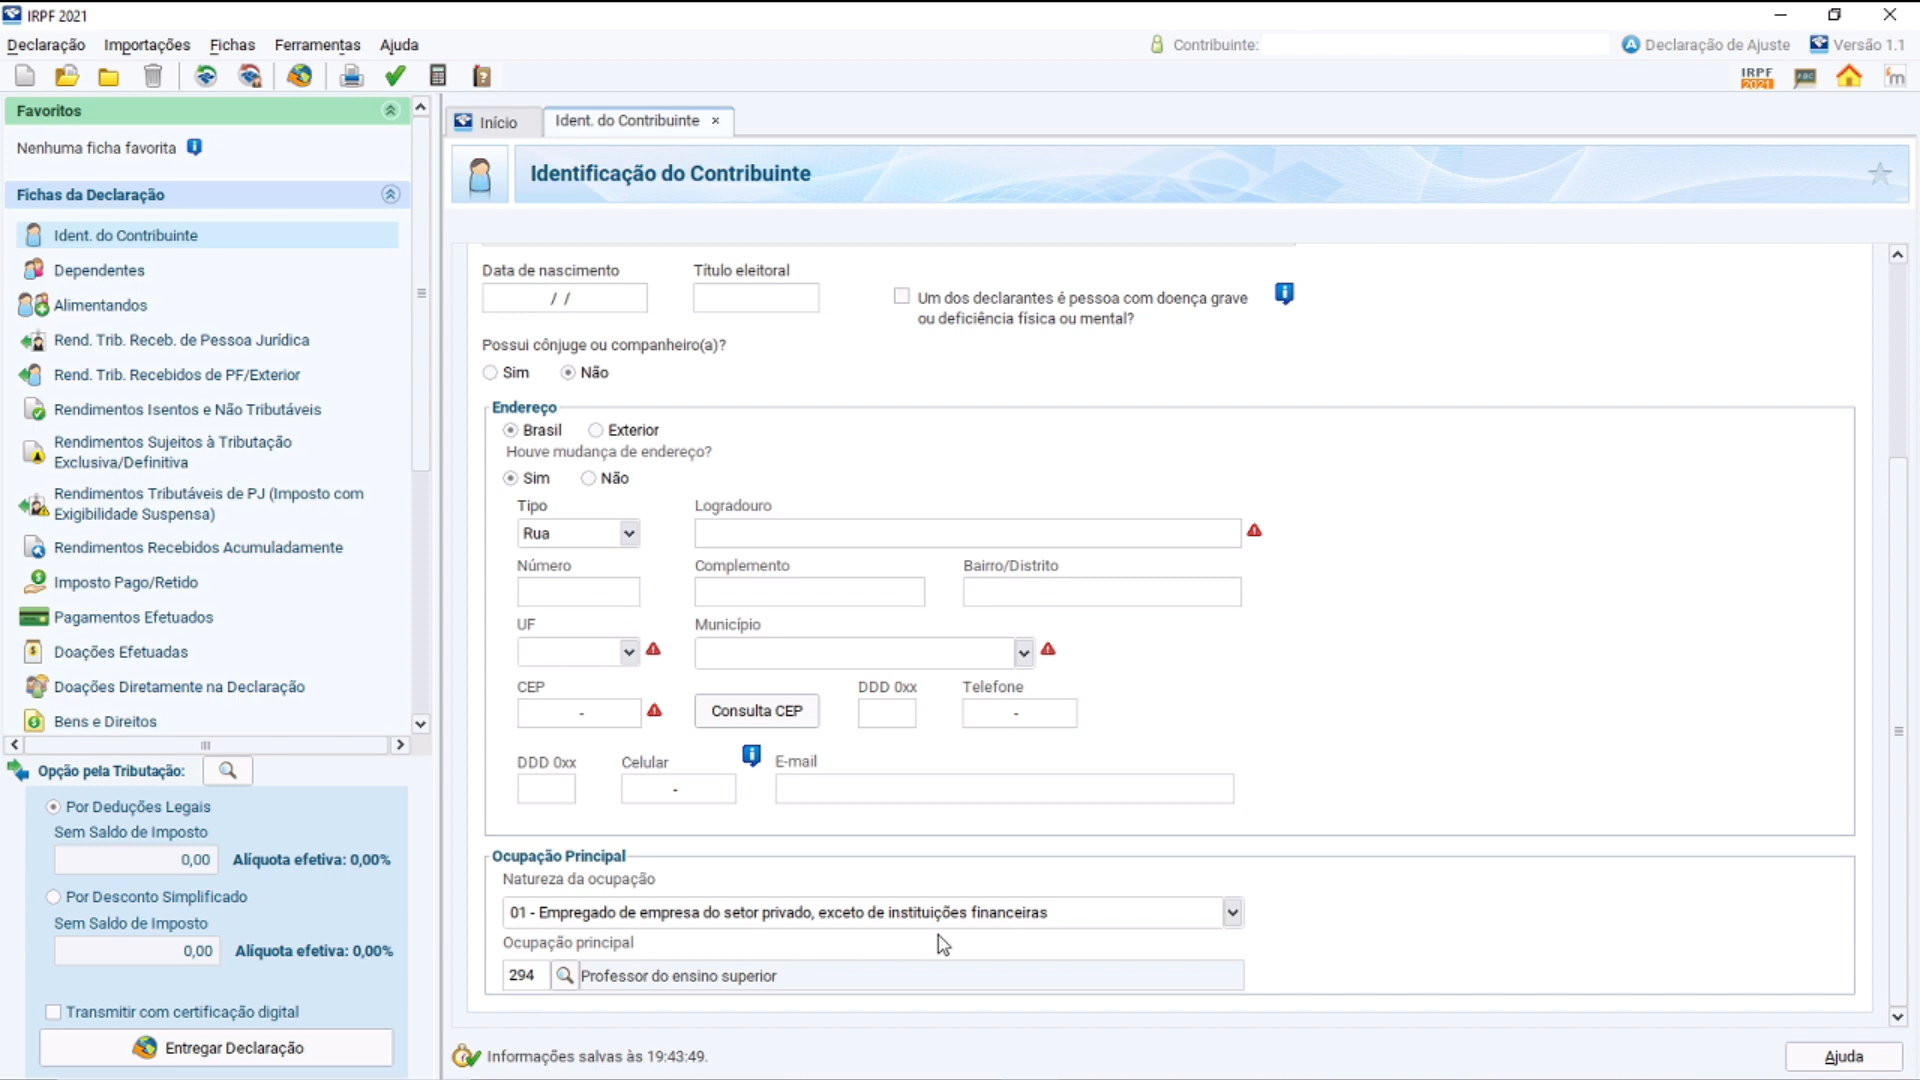 IRPF 2021
Declaração Importações Fichas Ferramentas Ajuda
Contribuinte:
Declaração de Ajuste
Versão 1.1
IRPF
2021
ABC
Favoritos
Nenhuma ficha favorita
Fichas da Declaração
Ident. do Contribuinte
Dependentes
Alimentandos
Rend. Trib. Receb. de Pessoa Jurídica
Rend. Trib. Recebidos de PF/Exterior
Rendimentos Isentos e Não Tributáveis
Rendimentos Sujeitos à Tributação
Exclusiva/Definitiva
Rendimentos Tributáveis de PJ (Imposto com
Exigibilidade Suspensa)
Rendimentos Recebidos Acumuladamente
Imposto Pago/Retido
Pagamentos Efetuados
Doações Efetuadas
Doações Diretamente na Declaração
Bens e Direitos
Opção pela Tributação:
Por Deduções Legais
Sem Saldo de Imposto
0,00 Alíquota efetiva: 0,00%
Por Desconto Simplificado
Sem Saldo de Imposto
0,00 Alíquota efetiva: 0,00%
Transmitir com certificação digital
Entregar Declaração
Início
Ident. do Contribuinte ×
Identificação do Contribuinte
Data de nascimento Título eleitoral
/ /
Um dos declarantes é pessoa com doença grave
ou deficiência física ou mental?
Possui cônjuge ou companheiro(a)?
Sim Não
Endereço
Brasil Exterior
Houve mudança de endereço?
Sim Não
Tipo Logradouro
Rua
Número Complemento Bairro/Distrito
UF Município
CEP DDD 0xx Telefone
- Consulta CEP -
DDD 0xx Celular E-mail
-
Ocupação Principal
Natureza da ocupação
01 - Empregado de empresa do setor privado, exceto de instituições financeiras
Ocupação principal
294 Professor do ensino superior
Informações salvas às 19:43:49.
Ajuda